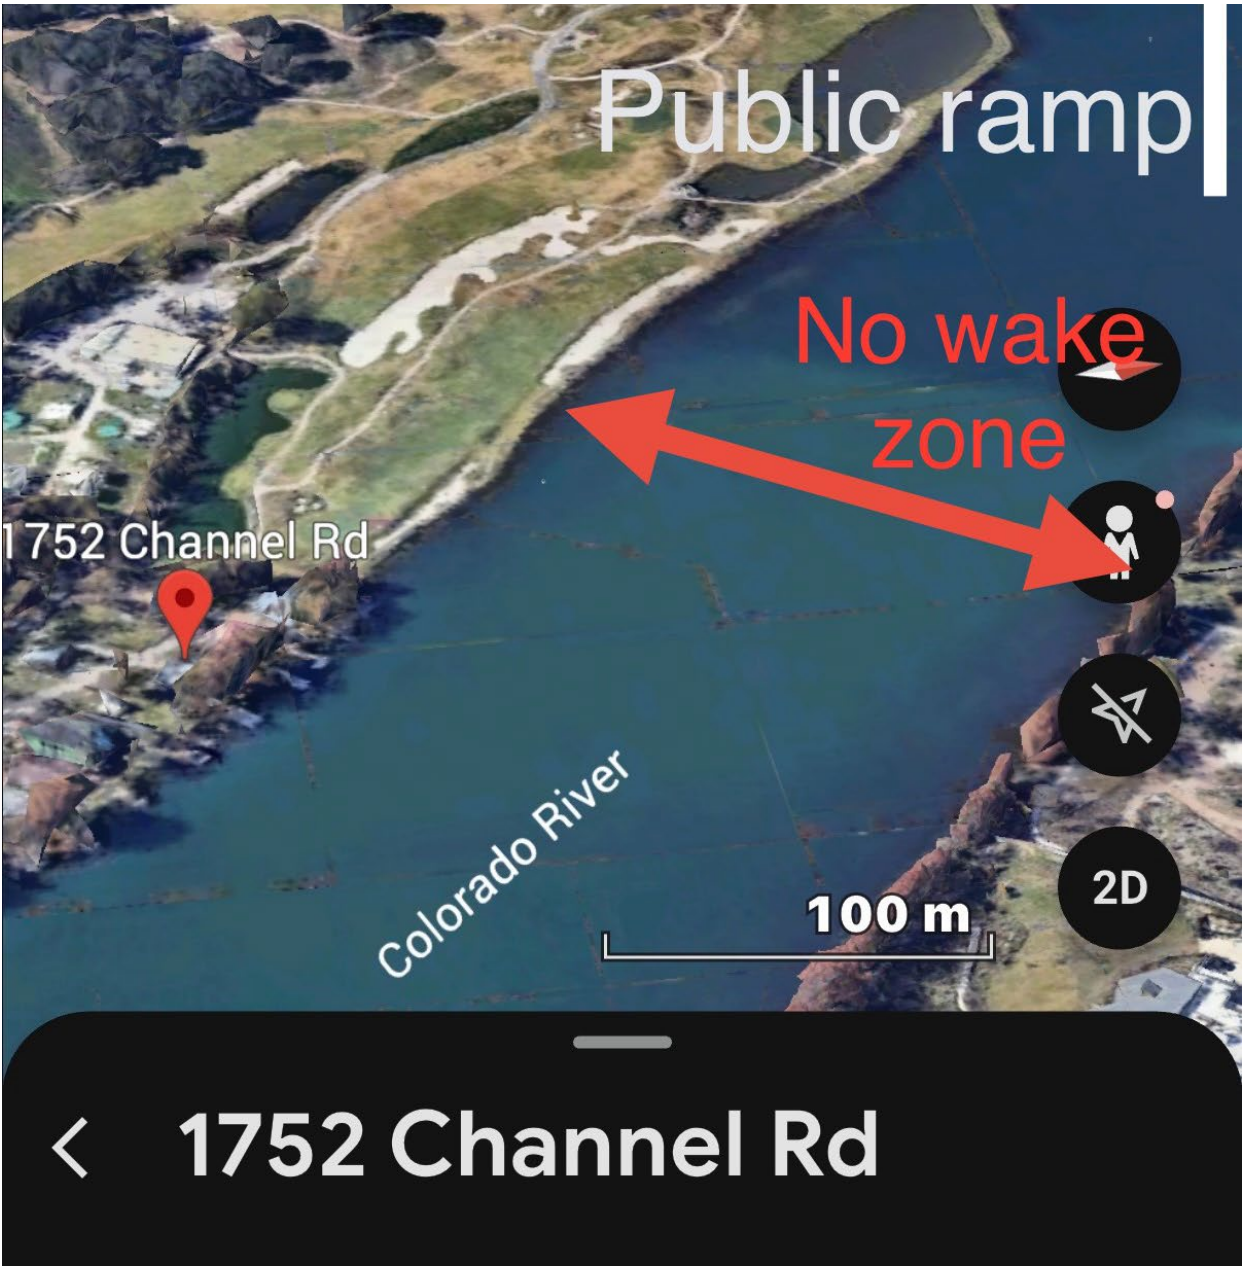 Public ramp
No wake
zone
1752 Channel Rd
Colorado River
100 m
2D
1752 Channel Rd